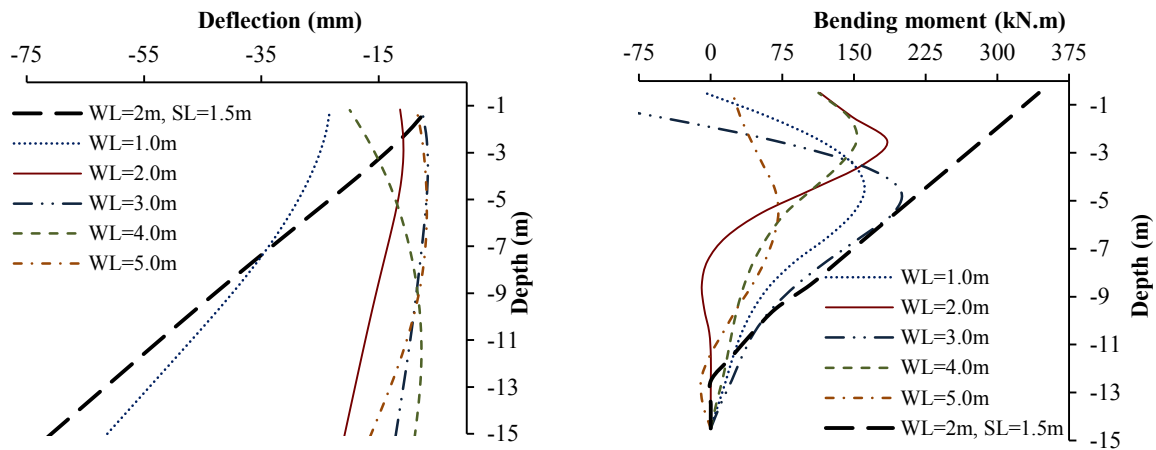 Deflection (mm)
-75 -55 -35 -15
-1
-3
-5
-7
-9
-11
-13
-15
Depth (m)
WL=2m, SL=1.5m
WL=1.0m
WL=2.0m
WL=3.0m
WL=4.0m
WL=5.0m
Bending moment (kN.m)
-75 0 75 150 225 300 375
-1
-3
-5
-7
-9
-11
-13
-15
Depth (m)
WL=1.0m
WL=2.0m
WL=3.0m
WL=4.0m
WL=5.0m
WL=2m, SL=1.5m